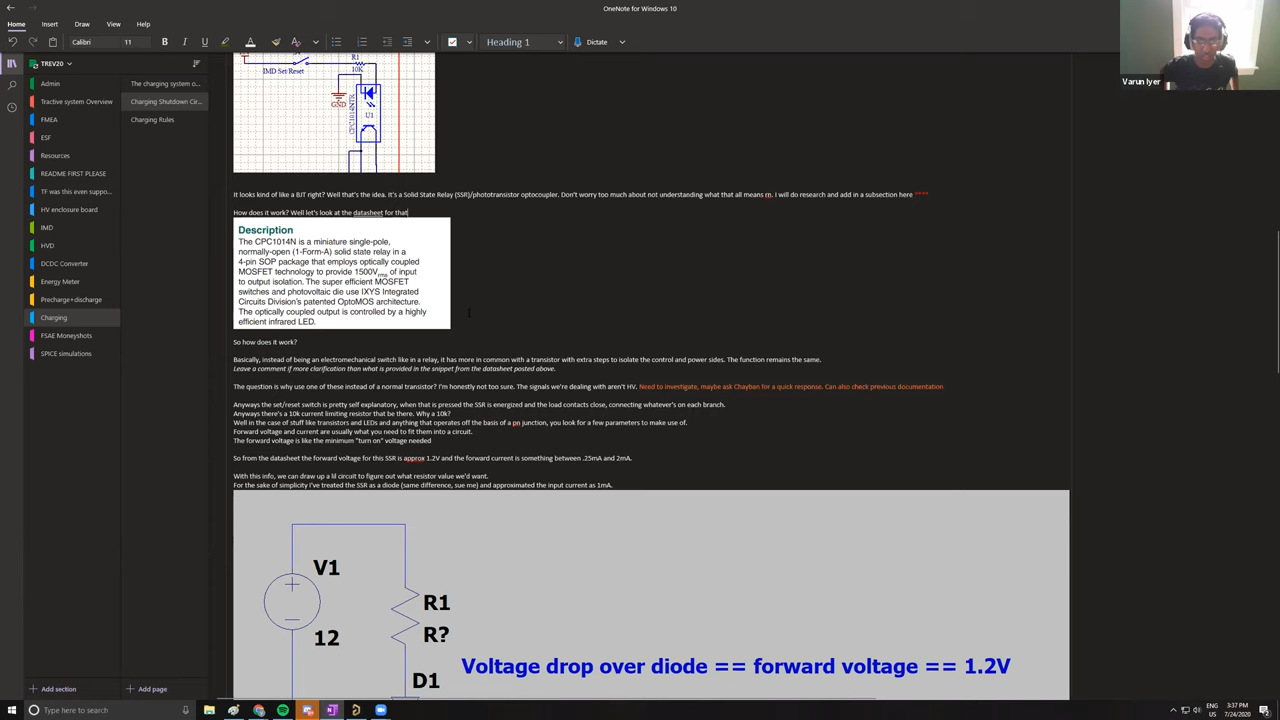 OneNote for Windows 10
Home Insert Draw View Help
Calibri 11 B I U A Heading 1 Dictate
Varun Iyer
TREV20
Admin
Tractive system Overview
FMEA
ESF
Resources
README FIRST PLEASE
TF was this even suppo...
HV enclosure board
IMD
HVD
DCDC Converter
Energy Meter
Precharge+discharge
Charging
FSAE Moneyshots
SPICE simulations
The charging system o...
Charging Shutdown Cir...
Charging Rules
IMD Set/Reset
R1
10K
GND
CPC1014NTR
U1
It looks kind of like a BJT right? Well that's the idea. It's a Solid State Relay (SSR)/phototransistor optocoupler. Don't worry too much about not understanding what that all means rn. I will do research and add in a subsection here ****
How does it work? Well let's look at the datasheet for that
Description
The CPC1014N is a miniature single-pole,
normally-open (1-Form-A) solid state relay in a
4-pin SOP package that employs optically coupled
MOSFET technology to provide 1500Vrms of input
to output isolation. The super efficient MOSFET
switches and photovoltaic die use IXYS Integrated
Circuits Division's patented OptoMOS architecture.
The optically coupled output is controlled by a highly
efficient infrared LED.
So how does it work?
Basically, instead of being an electromechanical switch like in a relay, it has more in common with a transistor with extra steps to isolate the control and power sides. The function remains the same.
Leave a comment if more clarification than what is provided in the snippet from the datasheet posted above.
The question is why use one of these instead of a normal transistor? I'm honestly not too sure. The signals we're dealing with aren't HV. Need to investigate, maybe ask Chayban for a quick response. Can also check previous documentation
Anyways the set/reset switch is pretty self explanatory, when that is pressed the SSR is energized and the load contacts close, connecting whatever's on each branch.
Anyways there's a 10k current limiting resistor that be there. Why a 10k?
Well in the case of stuff like transistors and LEDs and anything that operates off the basis of a pn junction, you look for a few parameters to make use of.
Forward voltage and current are usually what you need to fit them into a circuit.
The forward voltage is like the minimum "turn on" voltage needed
So from the datasheet the forward voltage for this SSR is approx 1.2V and the forward current is something between .25mA and 2mA.
With this info, we can draw up a lil circuit to figure out what resistor value we'd want.
For the sake of simplicity I've treated the SSR as a diode (same difference, sue me) and approximated the input current as 1mA.
V1
12
R1
R?
D1
Voltage drop over diode == forward voltage == 1.2V
Add section
Add page
Type here to search
ENG
US
3:37 PM
7/24/2020